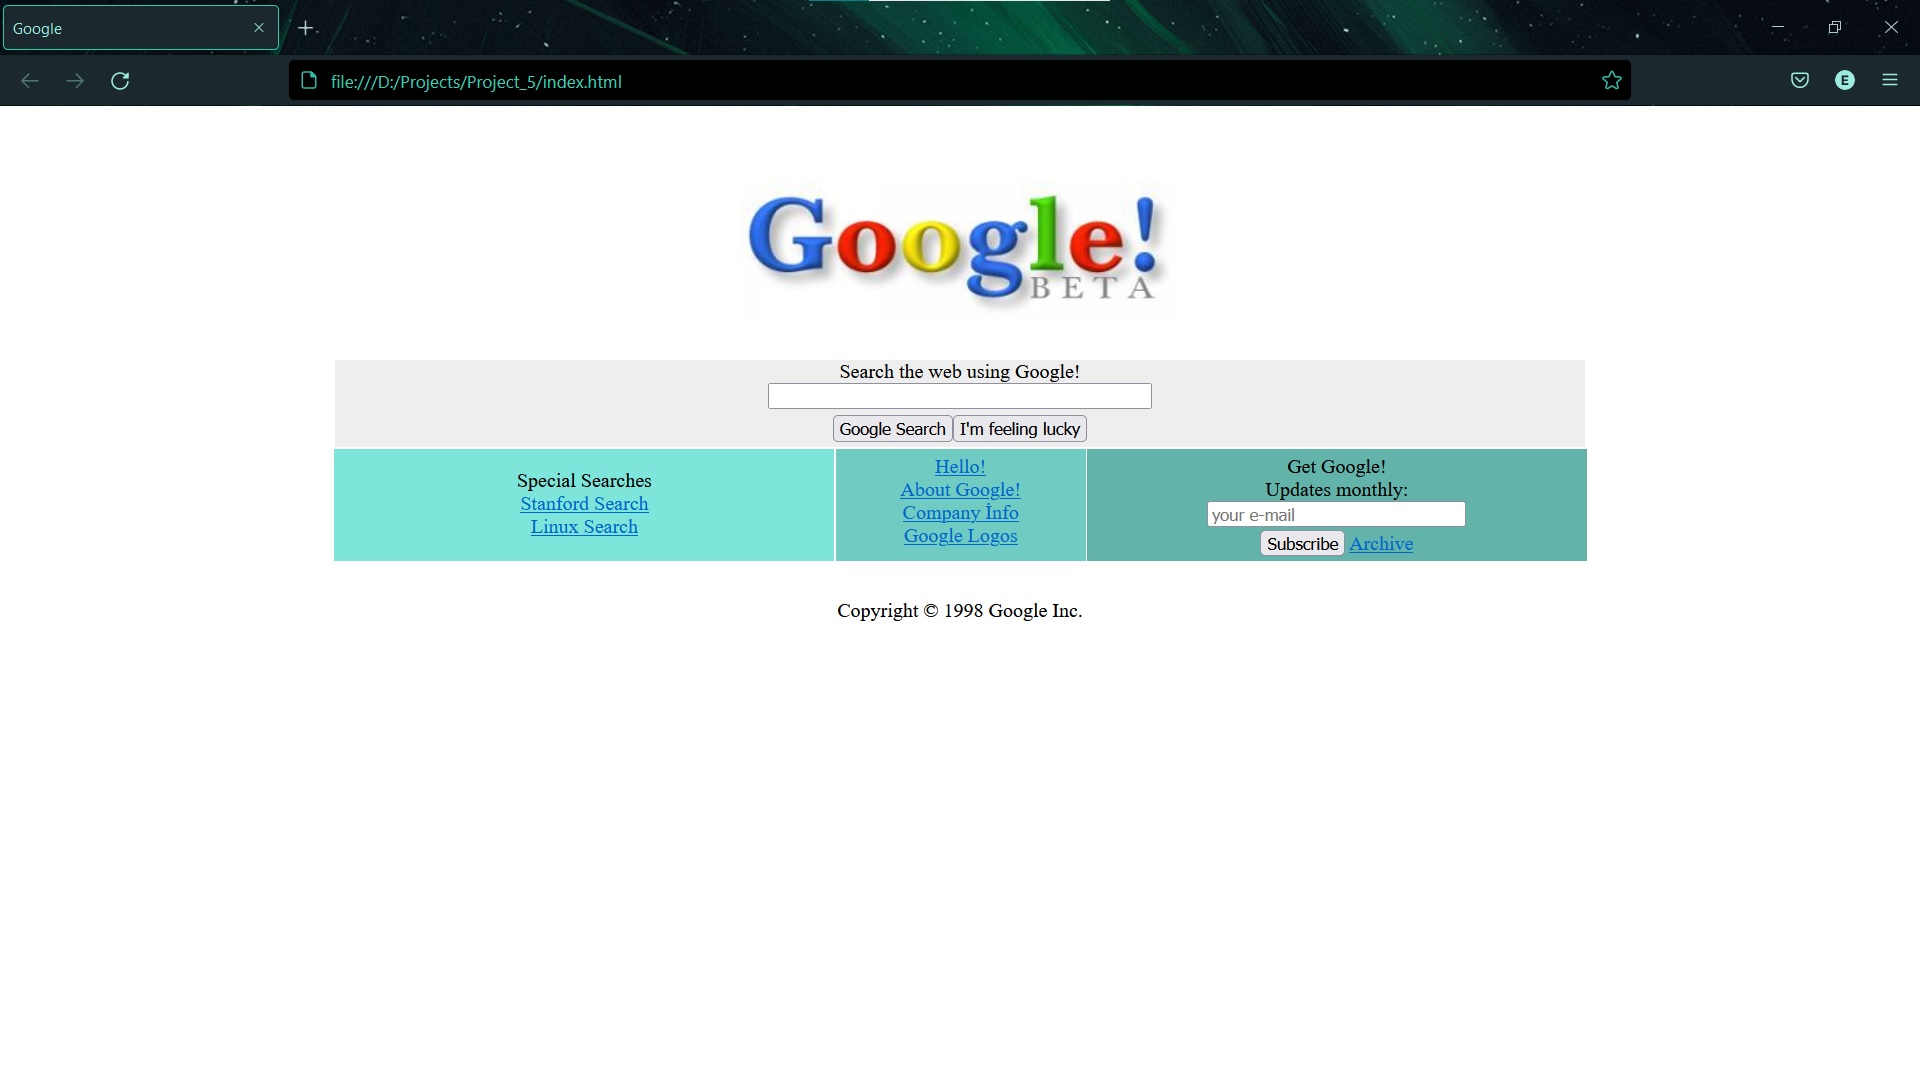 Google
file:///D:/Projects/Project_5/index.html
E
Google!
BETA
Search the web using Google!
Google Search I'm feeling lucky
Special Searches
Stanford Search
Linux Search
Hello!
About Google!
Company İnfo
Google Logos
Get Google!
Updates monthly:
your e-mail
Subscribe Archive
Copyright © 1998 Google Inc.